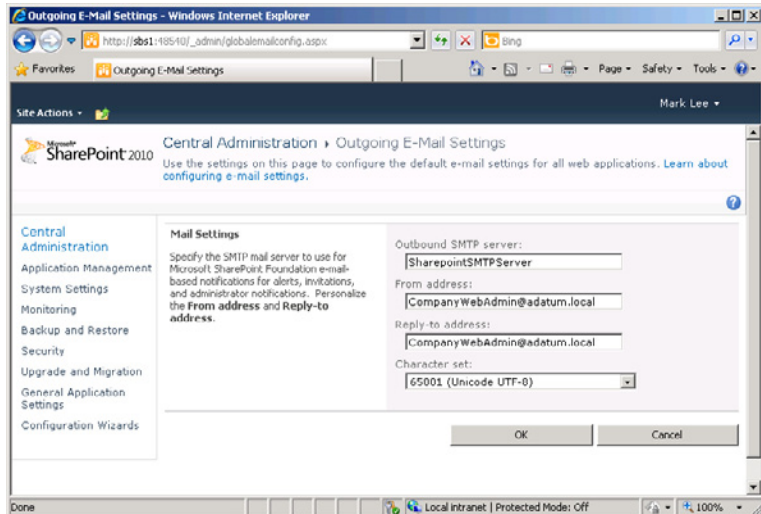 Outgoing E-Mail Settings - Windows Internet Explorer
http://sbs1:48540/_admin/globalemailconfig.aspx
Bing
Favorites
Outgoing E-Mail Settings
Page
Safety
Tools
Mark Lee
Site Actions
Microsoft
SharePoint 2010
Central Administration
Outgoing E-Mail Settings
Use the settings on this page to configure the default e-mail settings for all web applications. Learn about
configuring e-mail settings.
Central
Administration
Application Management
System Settings
Monitoring
Backup and Restore
Security
Upgrade and Migration
General Application
Settings
Configuration Wizards
Mail Settings
Specify the SMTP mail server to use for
Microsoft SharePoint Foundation e-mail-
based notifications for alerts, invitations,
and administrator notifications. Personalize
the From address and Reply-to
address.
Outbound SMTP server:
SharepointSMTPServer
From address:
CompanyWebAdmin@adatum.local
Reply-to address:
CompanyWebAdmin@adatum.local
Character set:
65001 (Unicode UTF-8)
OK
Cancel
Done
Local intranet | Protected Mode: Off
100%